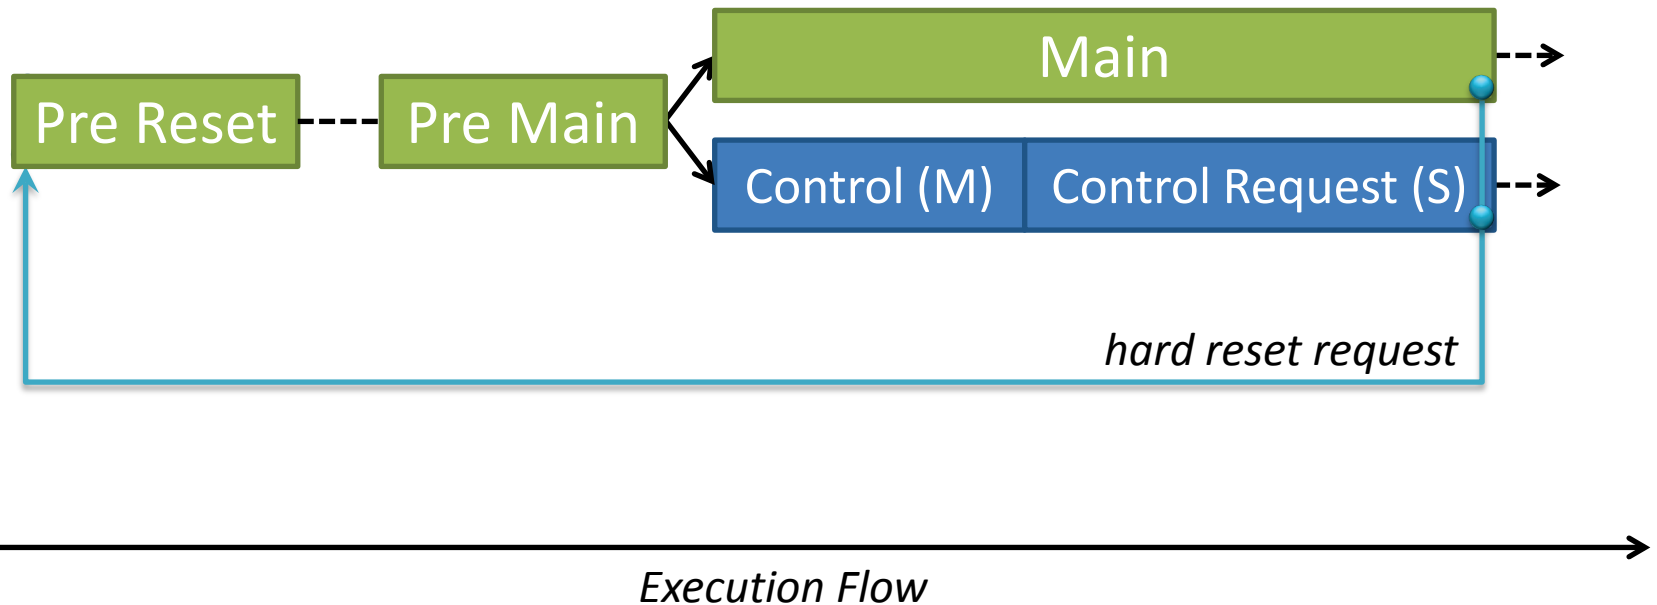 Main
Pre Reset
Pre Main
Control (M)
Control Request (S)
hard reset request
Execution Flow